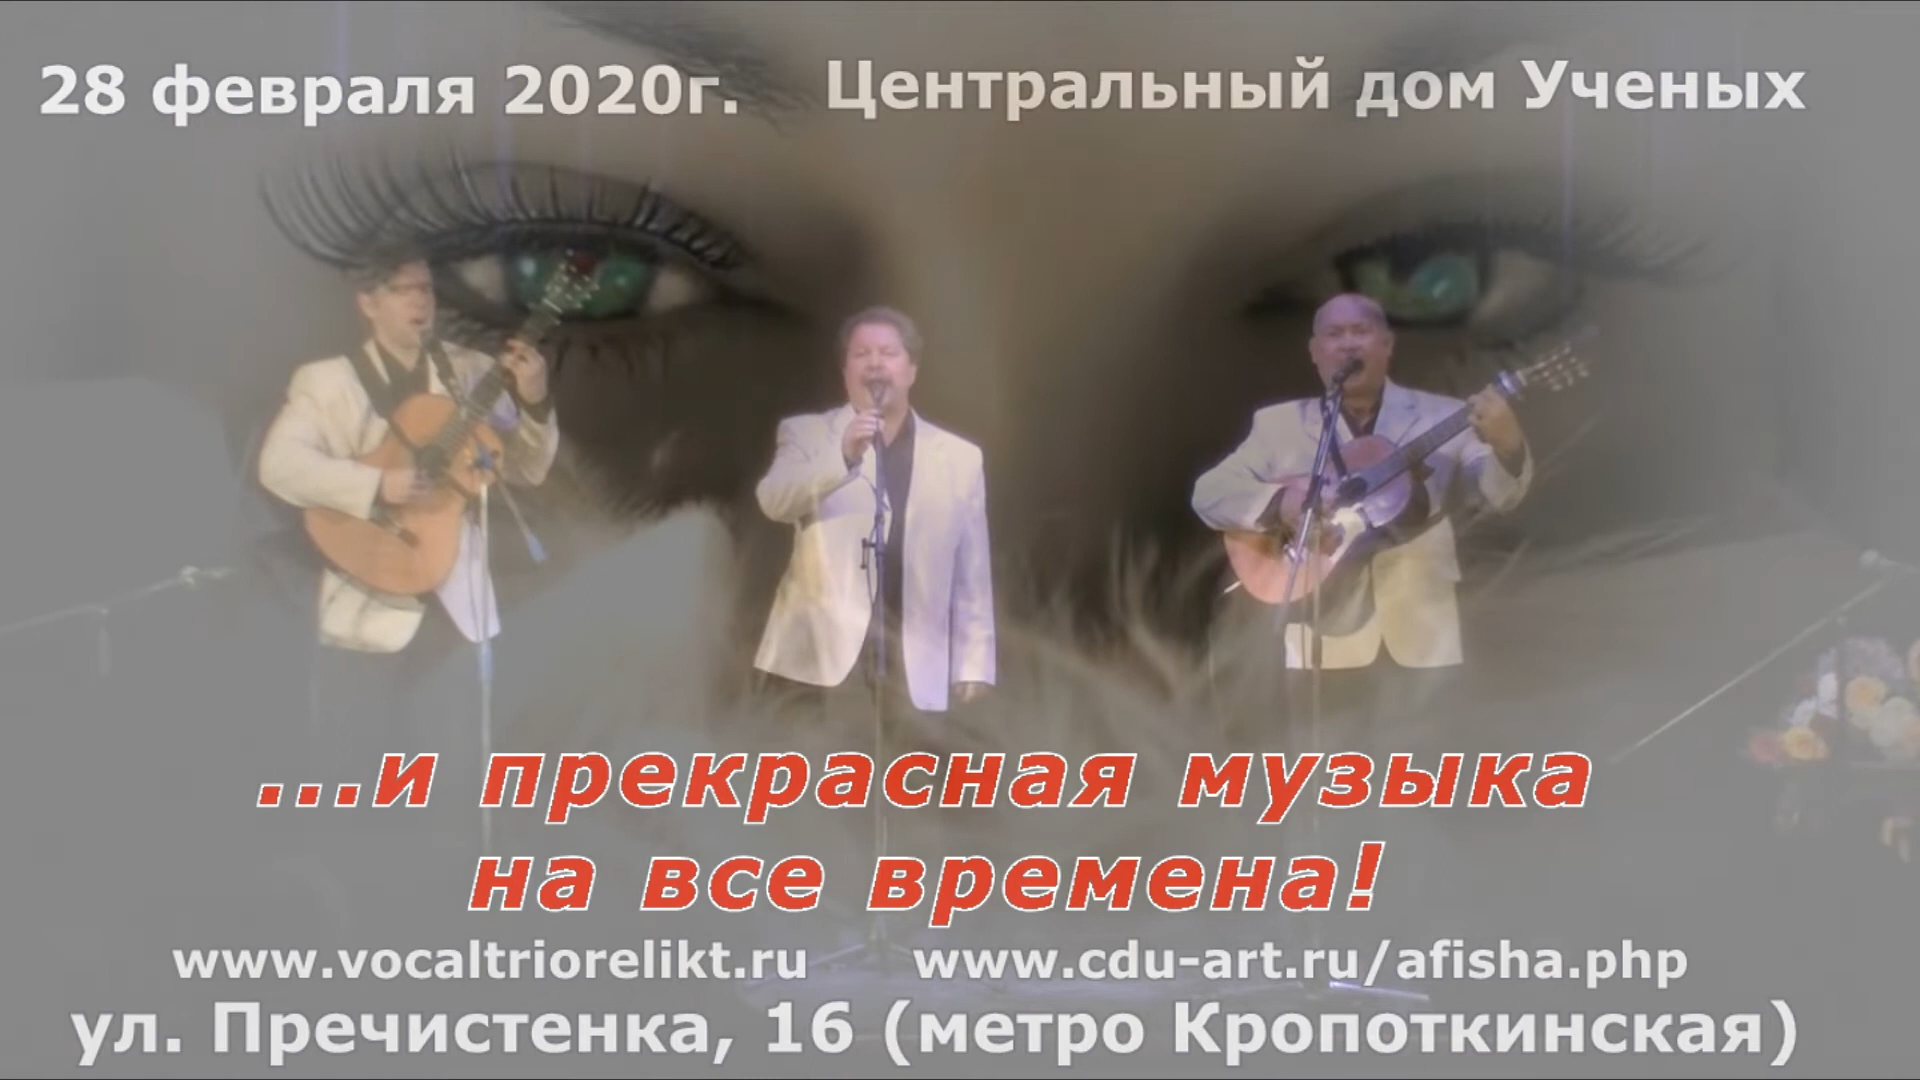 28 февраля 2020г. Центральный дом Ученых
...и прекрасная музыка
на все времена!
www.vocaltriorelikt.ru www.cdu-art.ru/afisha.php
ул. Пречистенка, 16 (метро Кропоткинская)